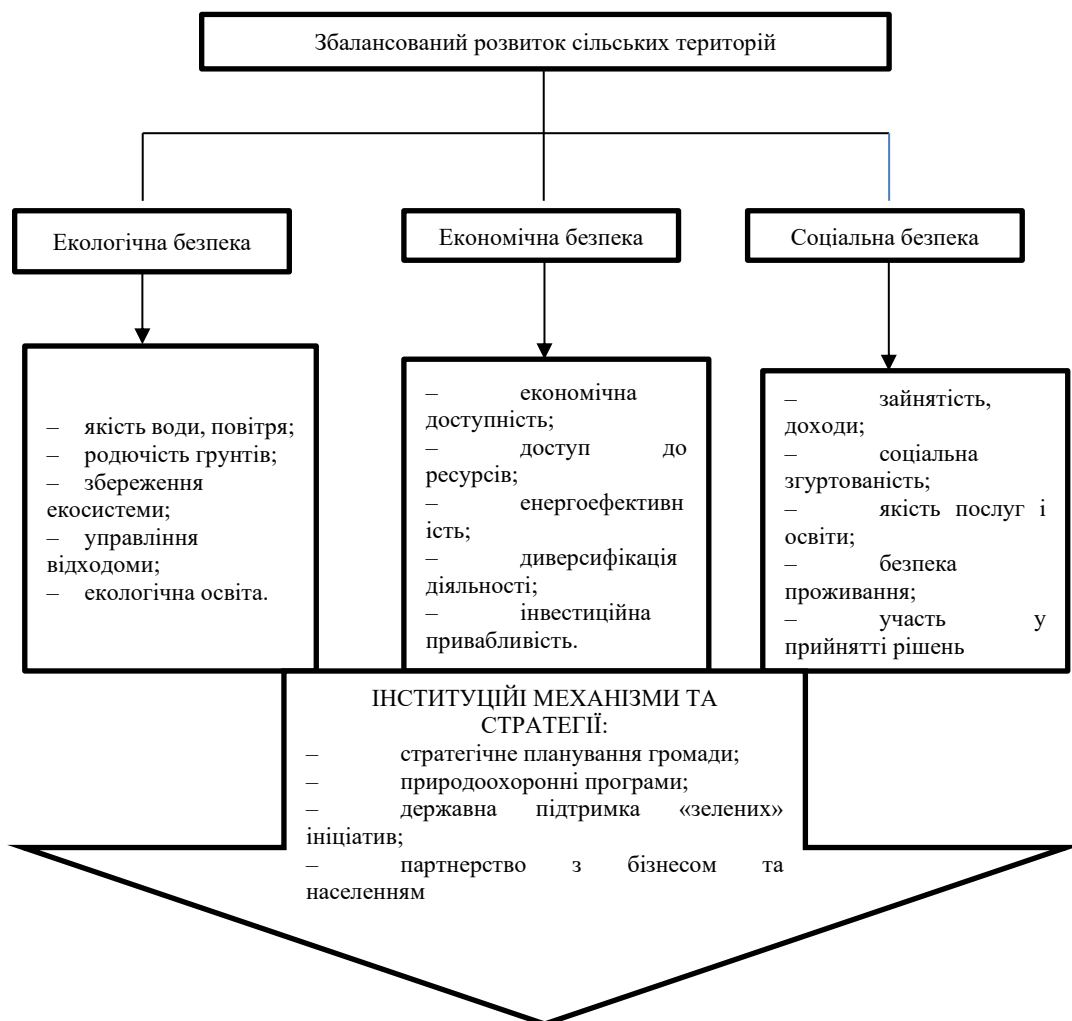 Збалансований розвиток сільських територій
Екологічна безпека
Економічна безпека
Соціальна безпека
– якість води, повітря;
– родючість грунтів;
– збереження
екосистеми;
– управління
відходоми;
– екологічна освіта.
– економічна
доступність;
– доступ до
ресурсів;
– енергоефективн
ість;
– диверсифікація
діяльності;
– інвестиційна
привабливість.
– зайнятість,
доходи;
– соціальна
згуртованість;
– якість послуг і
освіти;
– безпека
проживання;
– участь у
прийнятті рішень
ІНСТИТУЦІЙІ МЕХАНІЗМИ ТА
СТРАТЕГІЇ:
– стратегічне планування громади;
– природоохоронні програми;
– державна підтримка «зелених»
ініціатив;
– партнерство з бізнесом та
населенням